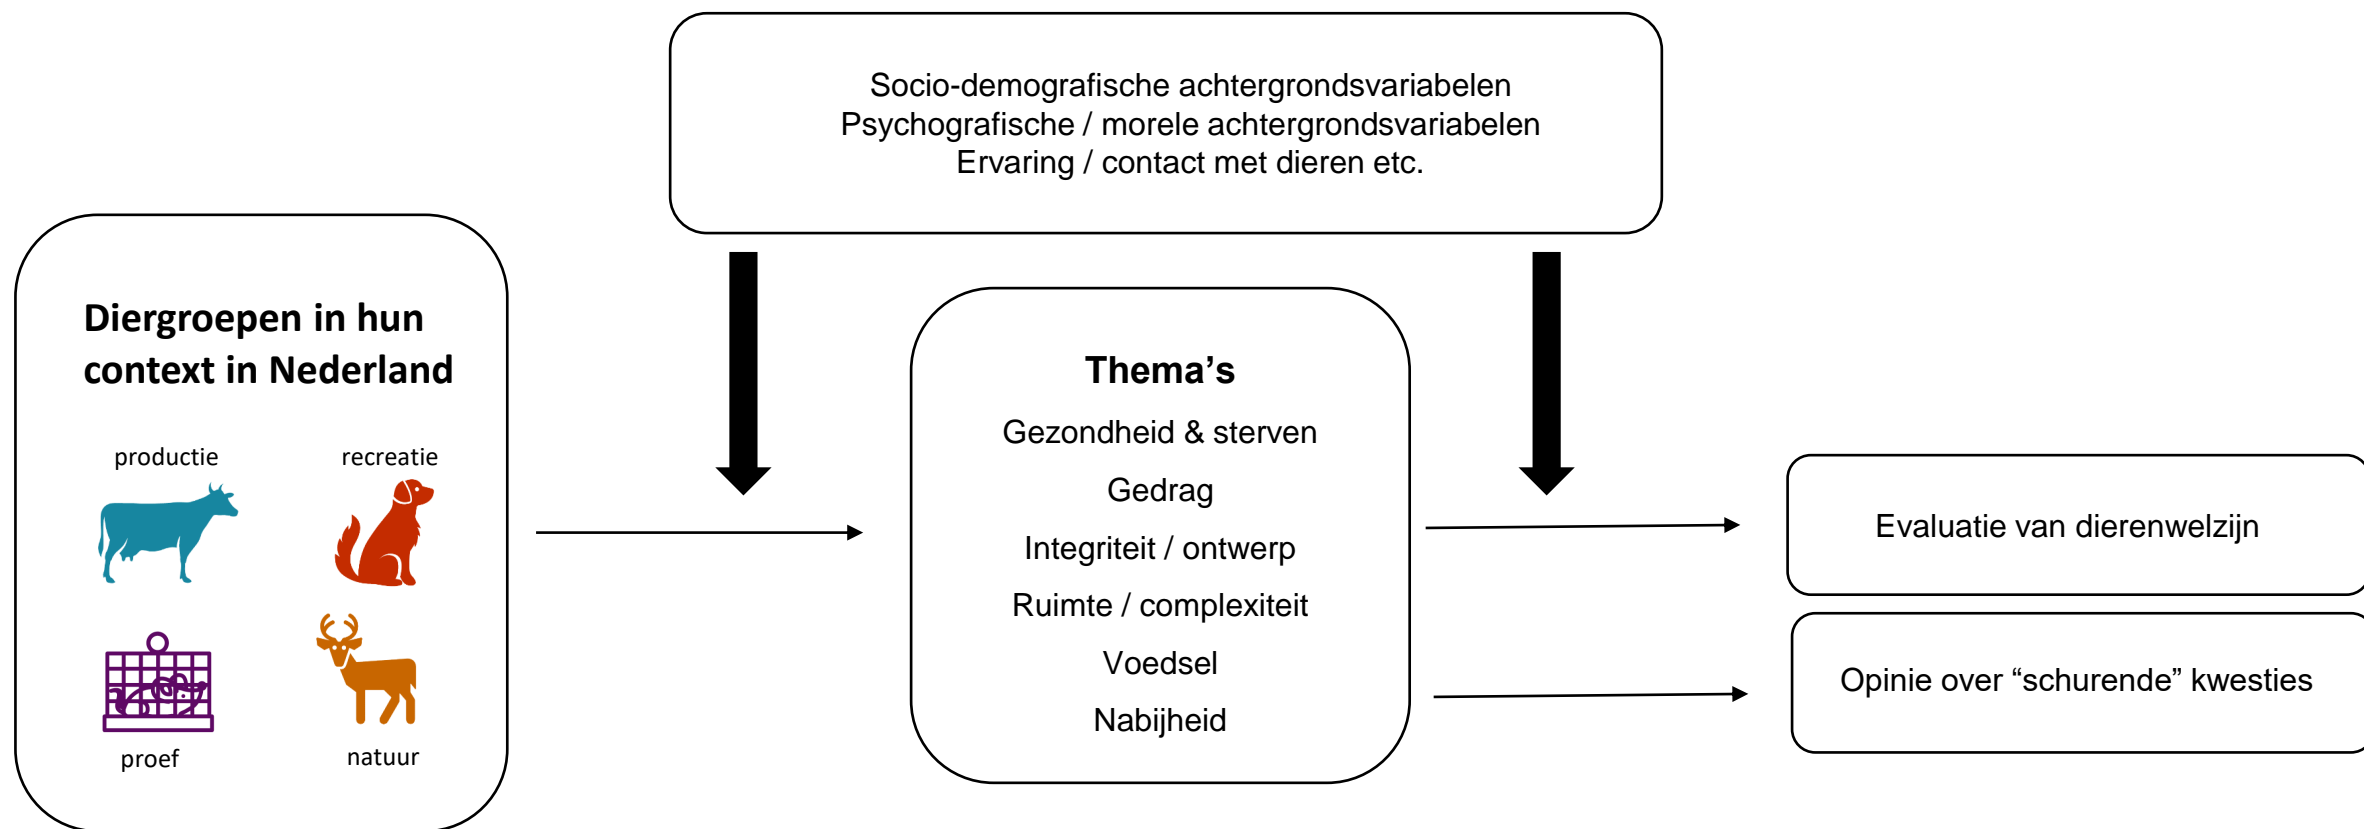 Socio-demografische achtergrondsvariabelen
Psychografische / morele achtergrondsvariabelen
Ervaring / contact met dieren etc.
Diergroepen in hun
context in Nederland
productie
recreatie
proef
natuur
Thema’s
Gezondheid & sterven
Gedrag
Integriteit / ontwerp
Ruimte / complexiteit
Voedsel
Nabijheid
Evaluatie van dierenwelzijn
Opinie over “schurende” kwesties